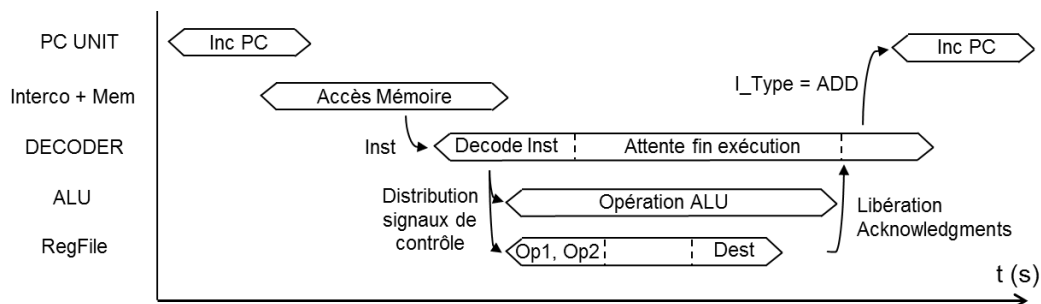 PC UNIT
Inc PC
Inc PC
Interco + Mem
Accès Mémoire
I_Type = ADD
DECODER
Inst
Decode Inst
Attente fin exécution
ALU
Distribution
signaux de
contrôle
Opération ALU
Libération
Acknowledgments
RegFile
Op1, Op2
Dest
t (s)